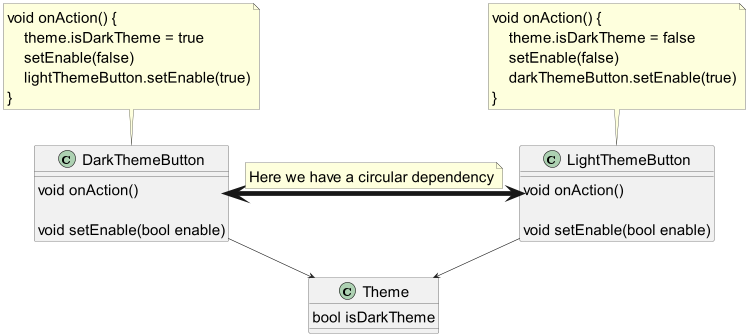 void onAction() {
    theme.isDarkTheme = true
    setEnable(false)
    lightThemeButton.setEnable(true)
}
void onAction() {
    theme.isDarkTheme = false
    setEnable(false)
    darkThemeButton.setEnable(true)
}
C DarkThemeButton
void onAction()
void setEnable(bool enable)
Here we have a circular dependency
C LightThemeButton
void onAction()
void setEnable(bool enable)
C Theme
bool isDarkTheme